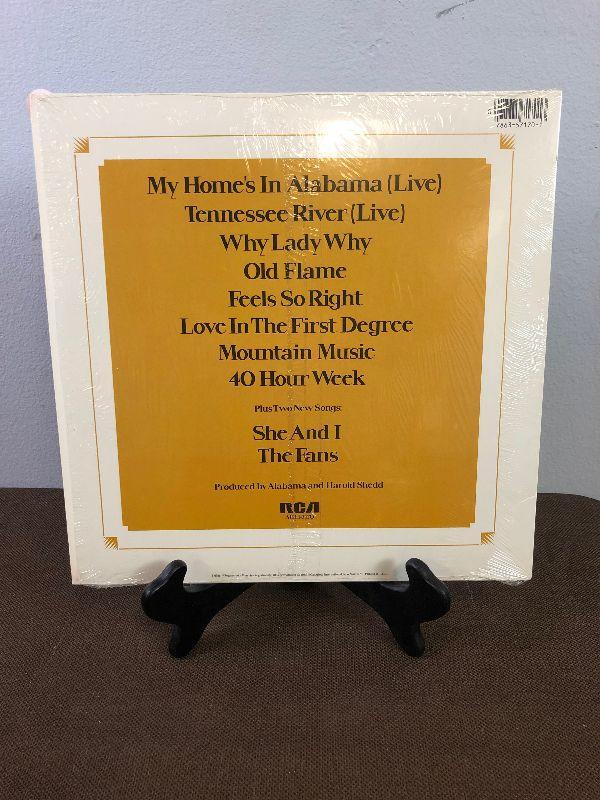 My Home's In Alabama (Live)
Tennessee River (Live)
Why Lady Why
Old Flame
Feels So Right
Love In The First Degree
Mountain Music
40 Hour Week
Plus Two New Songs:
She And I
The Fans
Produced by Alabama and Harold Shedd
RCA